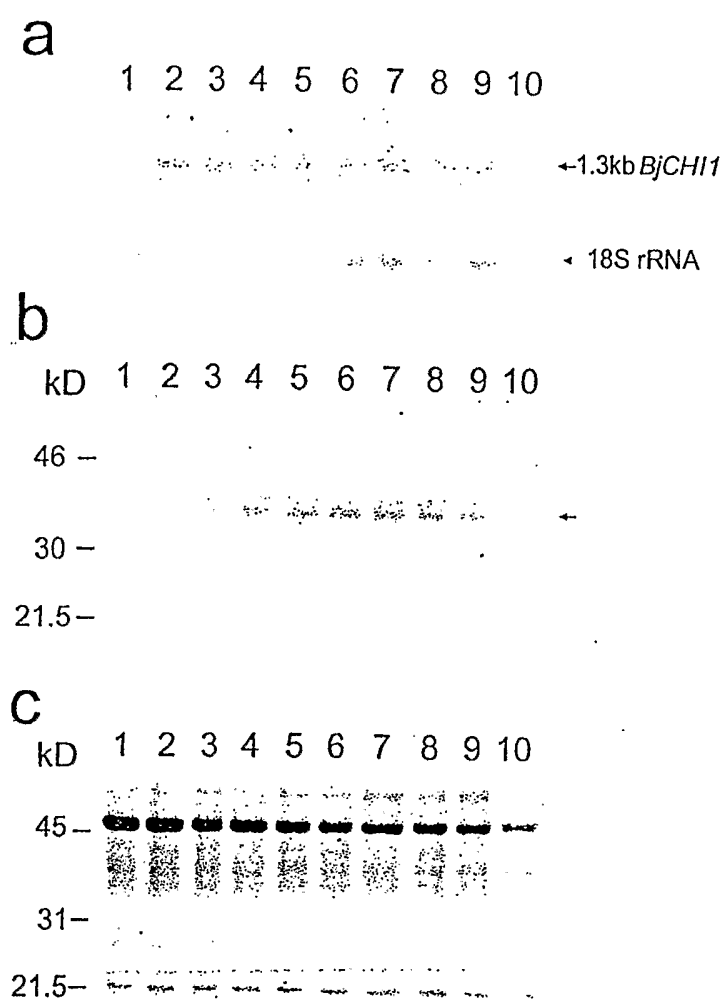 a
1 2 3 4 5 6 7 8 9 10
←1.3kb BjCHI1
18S rRNA
b
kD 1 2 3 4 5 6 7 8 9 10
46 –
←
30 –
21.5 –
c
kD 1 2 3 4 5 6 7 8 9 10
45 –
31 –
21.5 –